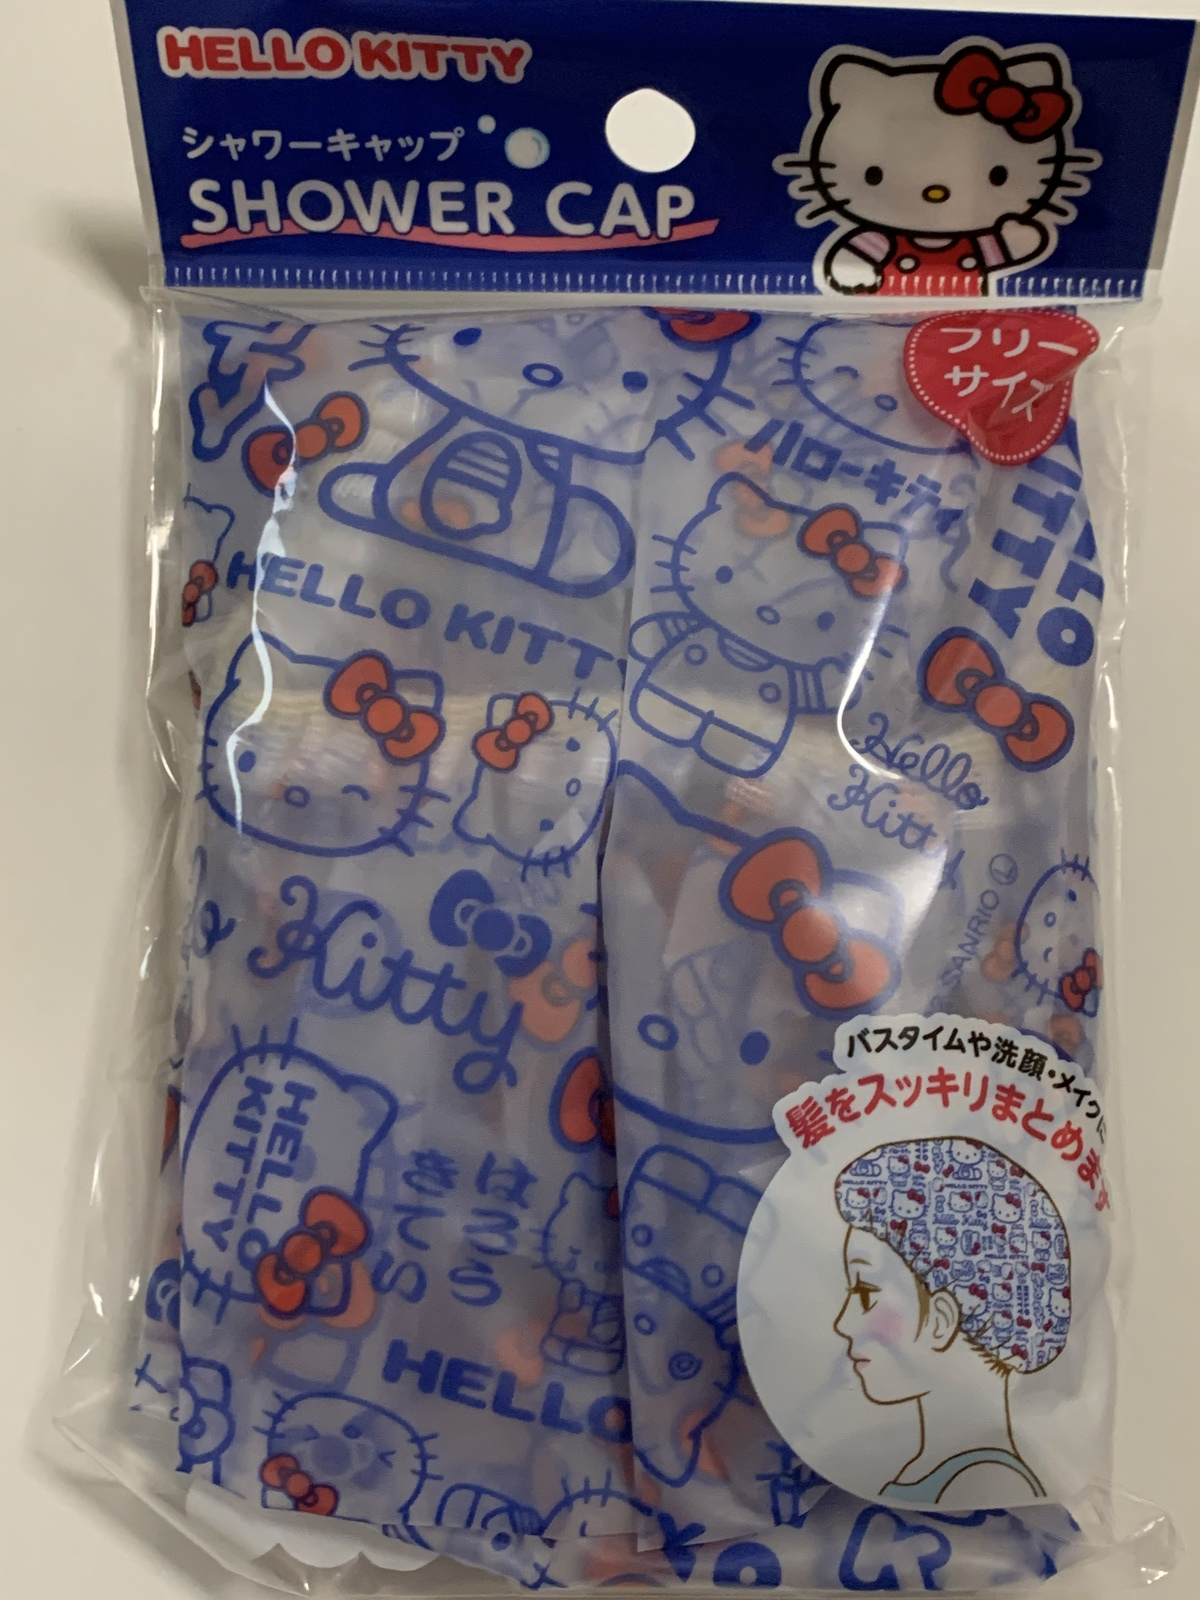 HELLO KITTY
シャワーキャップ
SHOWER CAP
フリー
サイズ
ハローキティ
HELLO KITTY
Hello
Kitty
Kitty
SANRIO Ⓛ
HELLO
KITTY
はろう
きてぃ
HELLO
バスタイムや洗顔・メイクに
髪をスッキリまとめます